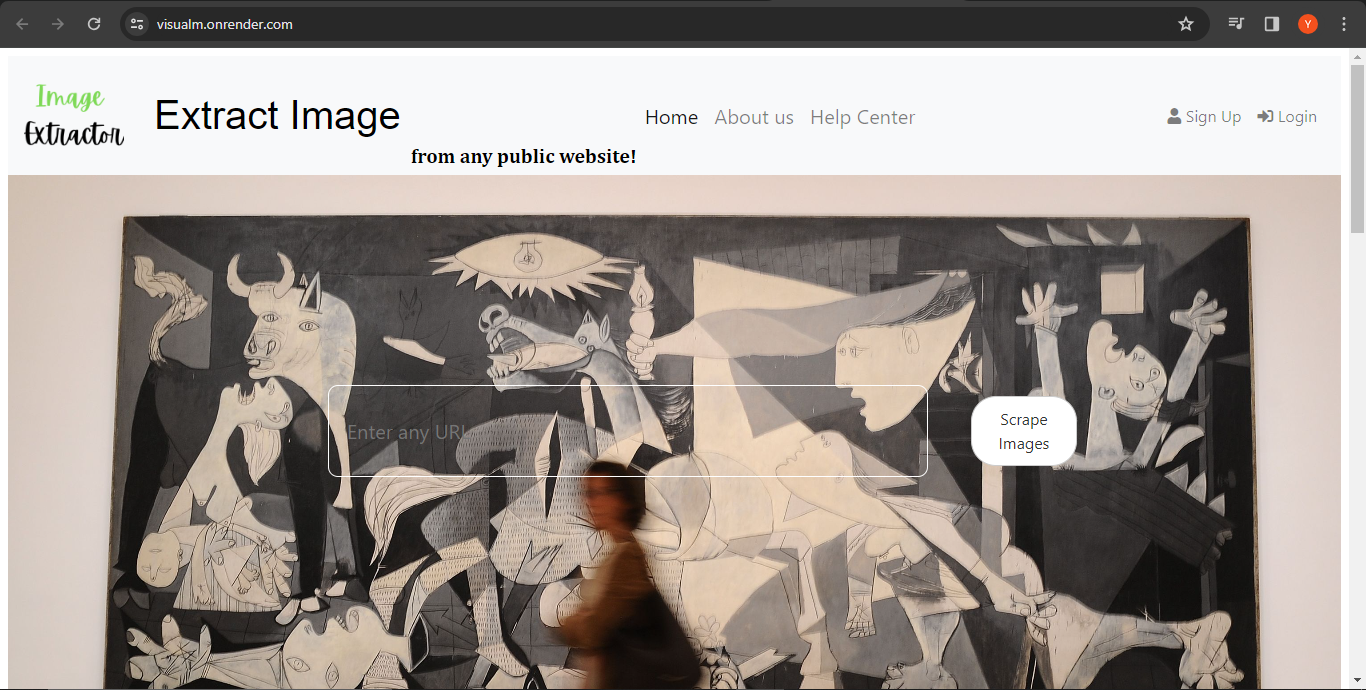 visualm.onrender.com
Y
Image
Extractor
Extract Image
from any public website!
Home About us Help Center
Sign Up Login
Enter any URL
Scrape
Images